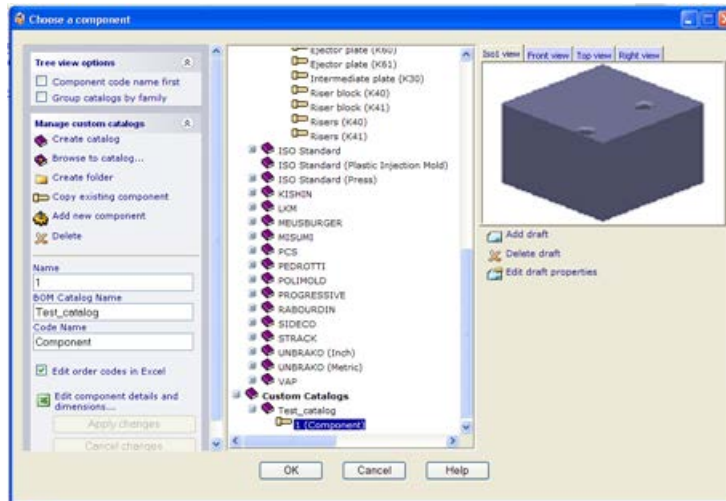 Choose a component
Tree view options
Component code name first
Group catalogs by family
Manage custom catalogs
Create catalog
Browse to catalog...
Create folder
Copy existing component
Add new component
Delete
Name
1
BOM Catalog Name
Test_catalog
Code Name
Component
Edit order codes in Excel
Edit component details and
dimensions...
Apply changes
Cancel changes
Ejector plate (K60)
Ejector plate (K61)
Intermediate plate (K30)
Riser block (K40)
Riser block (K41)
Risers (K40)
Risers (K41)
ISO Standard
ISO Standard (Plastic Injection Mold)
ISO Standard (Press)
KISHIN
LKM
MEUSBURGER
MISUMI
PCS
PEDROTTI
POLIMOLD
PROGRESSIVE
RABOURDIN
SIDECO
STRACK
UNBRAKO (Inch)
UNBRAKO (Metric)
VAP
Custom Catalogs
Test_catalog
1 (Component)
Iso1 view Front view Top view Right view
Add draft
Delete draft
Edit draft properties
OK Cancel Help